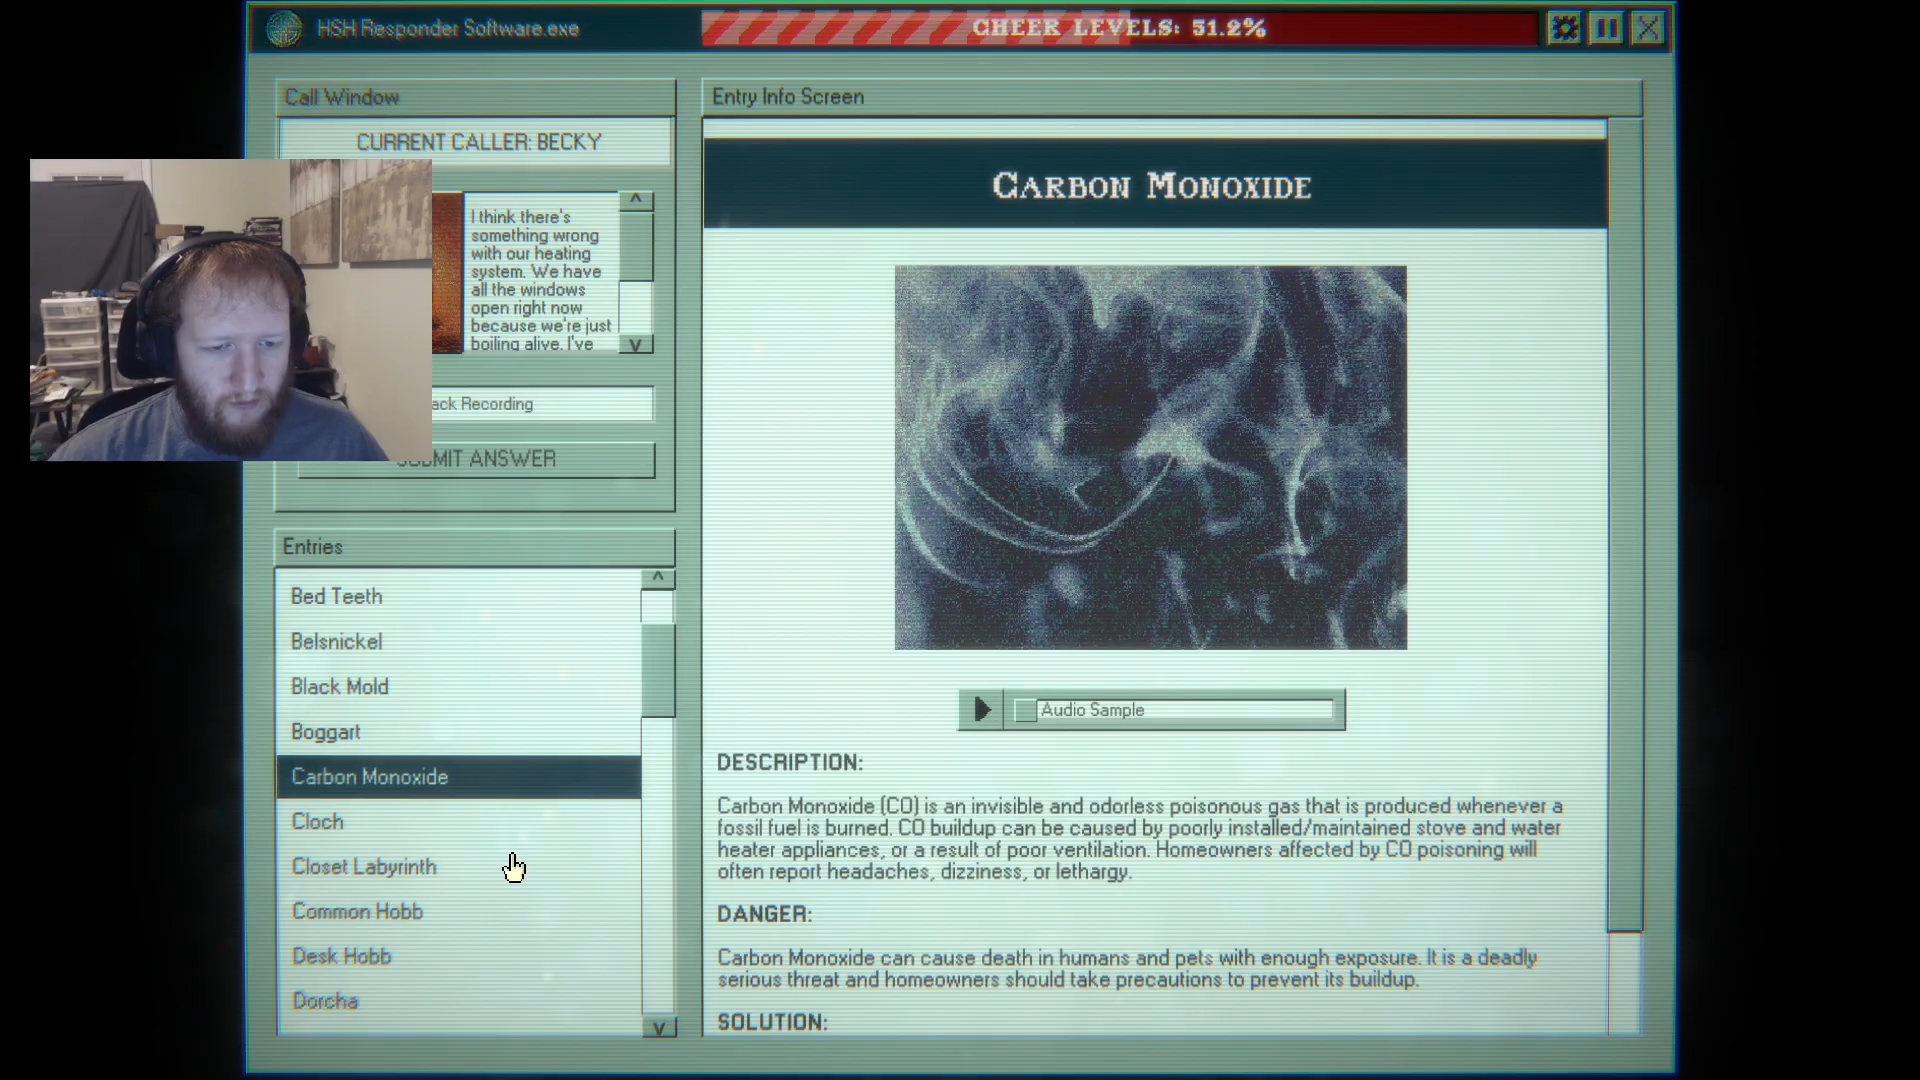 HSH Responder Software.exe
CHEER LEVELS: 51.2%
Call Window
CURRENT CALLER: BECKY
I think there's
something wrong
with our heating
system. We have
all the windows
open right now
because we're just
boiling alive. I've
ack Recording
SUBMIT ANSWER
Entries
Bed Teeth
Belsnickel
Black Mold
Boggart
Carbon Monoxide
Cloch
Closet Labyrinth
Common Hobb
Desk Hobb
Dorcha
Entry Info Screen
CARBON MONOXIDE
Audio Sample
DESCRIPTION:
Carbon Monoxide (CO) is an invisible and odorless poisonous gas that is produced whenever a
fossil fuel is burned. CO buildup can be caused by poorly installed/maintained stove and water
heater appliances, or a result of poor ventilation. Homeowners affected by CO poisoning will
often report headaches, dizziness, or lethargy.
DANGER:
Carbon Monoxide can cause death in humans and pets with enough exposure. It is a deadly
serious threat and homeowners should take precautions to prevent its buildup.
SOLUTION: